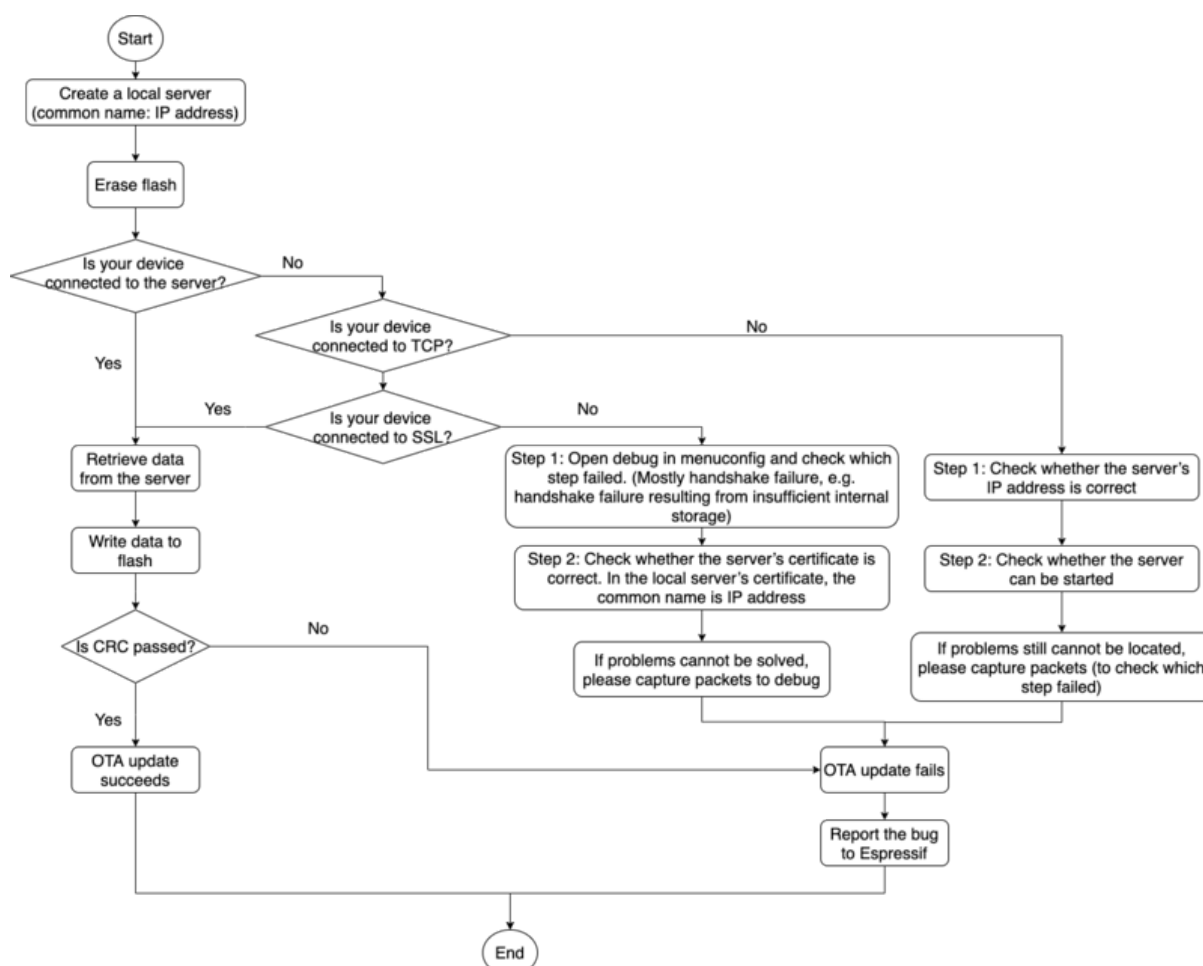 Start
Create a local server
(common name: IP address)
Erase flash
Is your device
connected to the server?
No
Is your device
connected to TCP?
No
Yes
Yes
Is your device
connected to SSL?
No
Retrieve data
from the server
Step 1: Open debug in menuconfig and check which
step failed. (Mostly handshake failure, e.g.
handshake failure resulting from insufficient internal
storage)
Step 1: Check whether the server's
IP address is correct
Write data to
flash
Step 2: Check whether the server's certificate is
correct. In the local server's certificate, the
common name is IP address
Step 2: Check whether the server
can be started
Is CRC passed?
No
If problems cannot be solved,
please capture packets to debug
If problems still cannot be located,
please capture packets (to check which
step failed)
Yes
OTA update
succeeds
OTA update fails
Report the bug
to Espressif
End